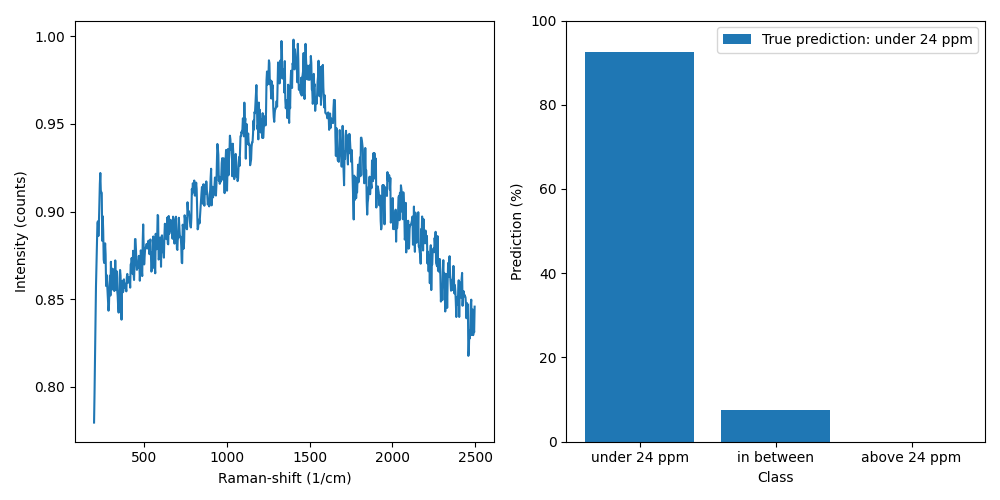 1.00
0.95
0.90
0.85
0.80
Intensity (counts)
500
1000
1500
2000
2500
Raman-shift (1/cm)
100
80
60
40
20
0
Prediction (%)
True prediction: under 24 ppm
under 24 ppm
in between
above 24 ppm
Class